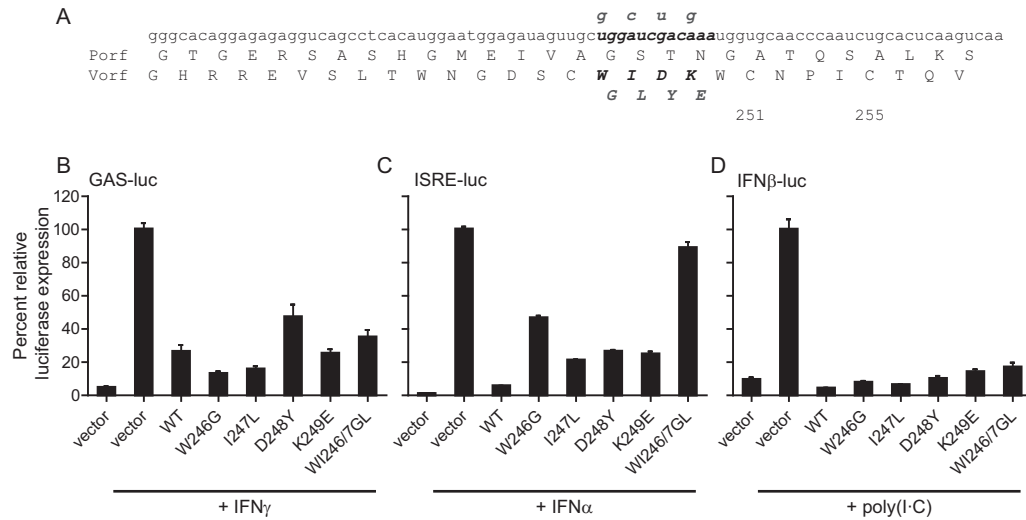 A
g c u g
gggcacaggagagaggucagccucacauggaauggagauaguugcuggaucgacaaauggugcaacccaaucugcacucaagucaa
Porf G T G E R S A S H G M E I V A G S T N G A T Q S A L K S
Vorf G H R R E V S L T W N G D S C W I D K W C N P I C T Q V
G L Y E
251 255
B GAS-luc
C ISRE-luc
D IFNβ-luc
Percent relative
luciferase expression
120
100
80
60
40
20
0
vector vector WT W246G I247L D248Y K249E WI246/7GL
vector vector WT W246G I247L D248Y K249E WI246/7GL
vector vector WT W246G I247L D248Y K249E WI246/7GL
+ IFNγ
+ IFNα
+ poly(I·C)